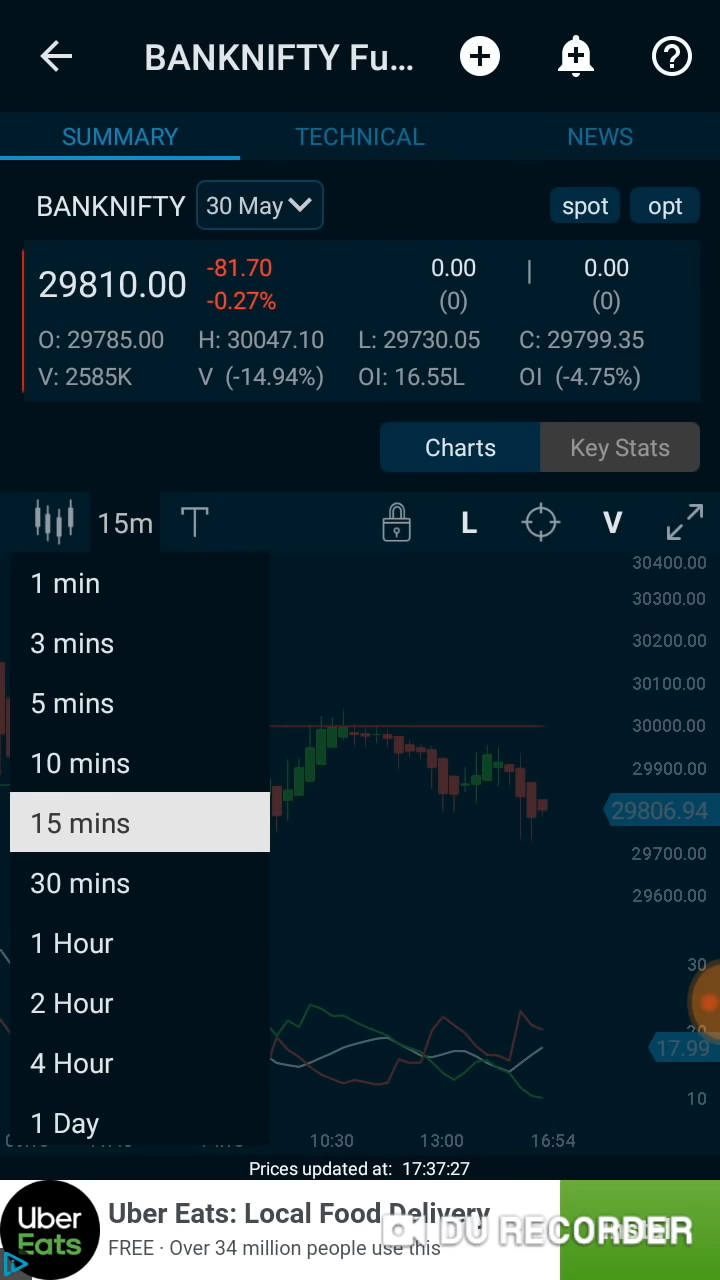 BANKNIFTY Fu...
SUMMARY TECHNICAL NEWS
BANKNIFTY 30 May spot opt
29810.00 -81.70 0.00 | 0.00
-0.27% (0) (0)
O: 29785.00 H: 30047.10 L: 29730.05 C: 29799.35
V: 2585K V (-14.94%) OI: 16.55L OI (-4.75%)
Charts Key Stats
15m T L V
1 min
3 mins
5 mins
10 mins
15 mins
30 mins
1 Hour
2 Hour
4 Hour
1 Day
30400.00
30300.00
30200.00
30100.00
30000.00
29900.00
29806.94
29700.00
29600.00
30
20
17.99
10
10:30 13:00 16:54
Prices updated at: 17:37:27
Uber Eats
Uber Eats: Local Food Delivery
FREE · Over 34 million people use this
DU RECORDER